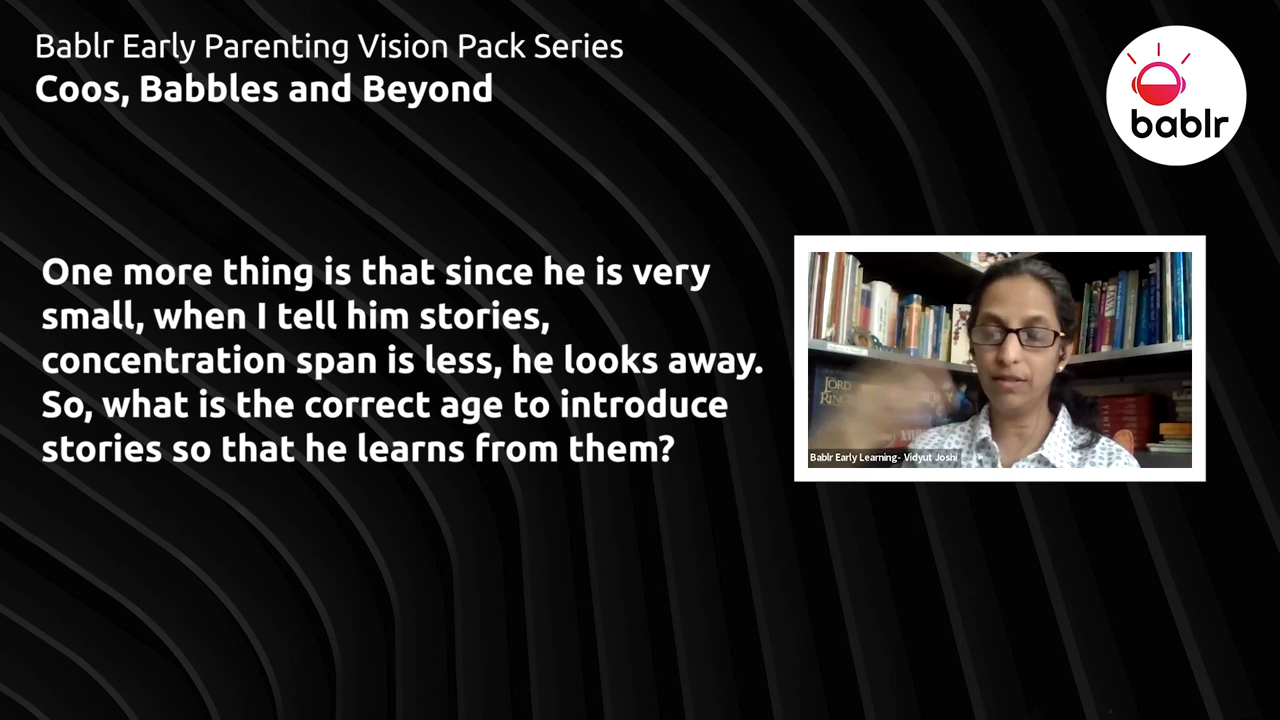 Bablr Early Parenting Vision Pack Series
Coos, Babbles and Beyond
bablr
One more thing is that since he is very
small, when I tell him stories,
concentration span is less, he looks away.
So, what is the correct age to introduce
stories so that he learns from them?
LORD
RINGS
Bablr Early Learning- Vidyut Joshi